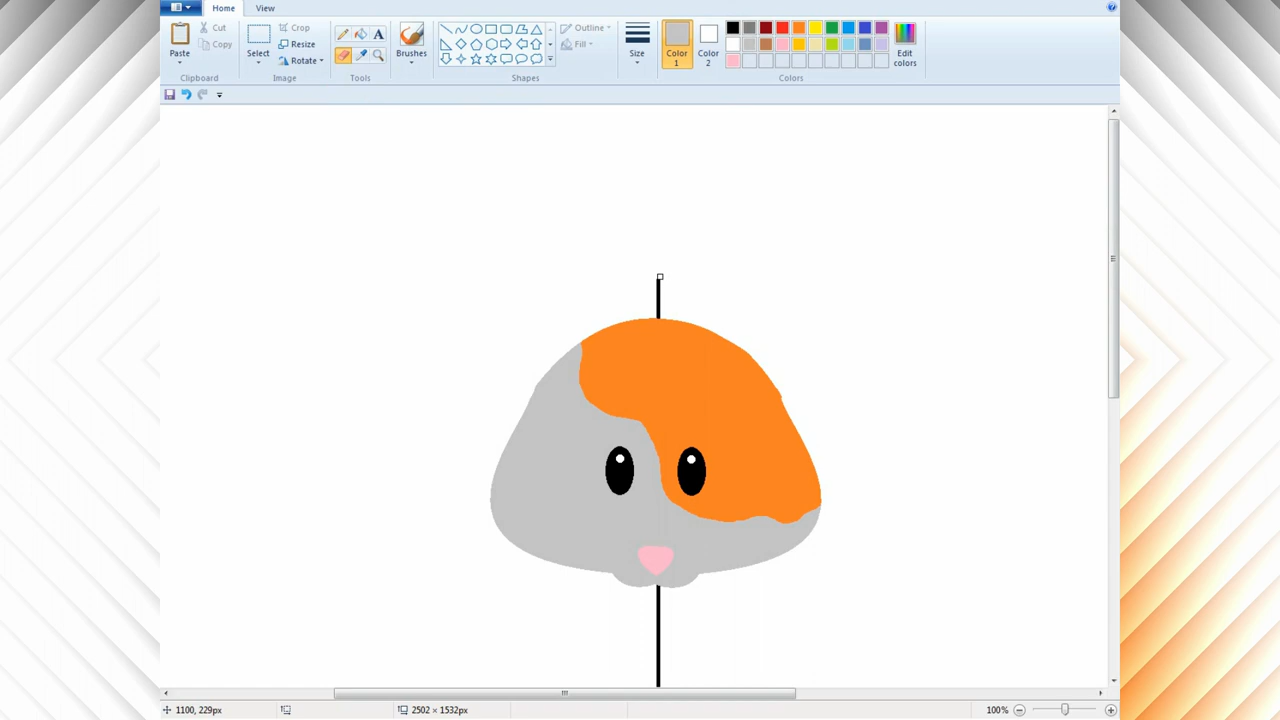 Home View
Paste
Cut
Copy
Clipboard
Select
Crop
Resize
Rotate
Image
A
Tools
Brushes
Outline
Fill
Shapes
Size
Color
1
Color
2
Edit
colors
Colors
1100, 229px
2502 × 1532px
100%